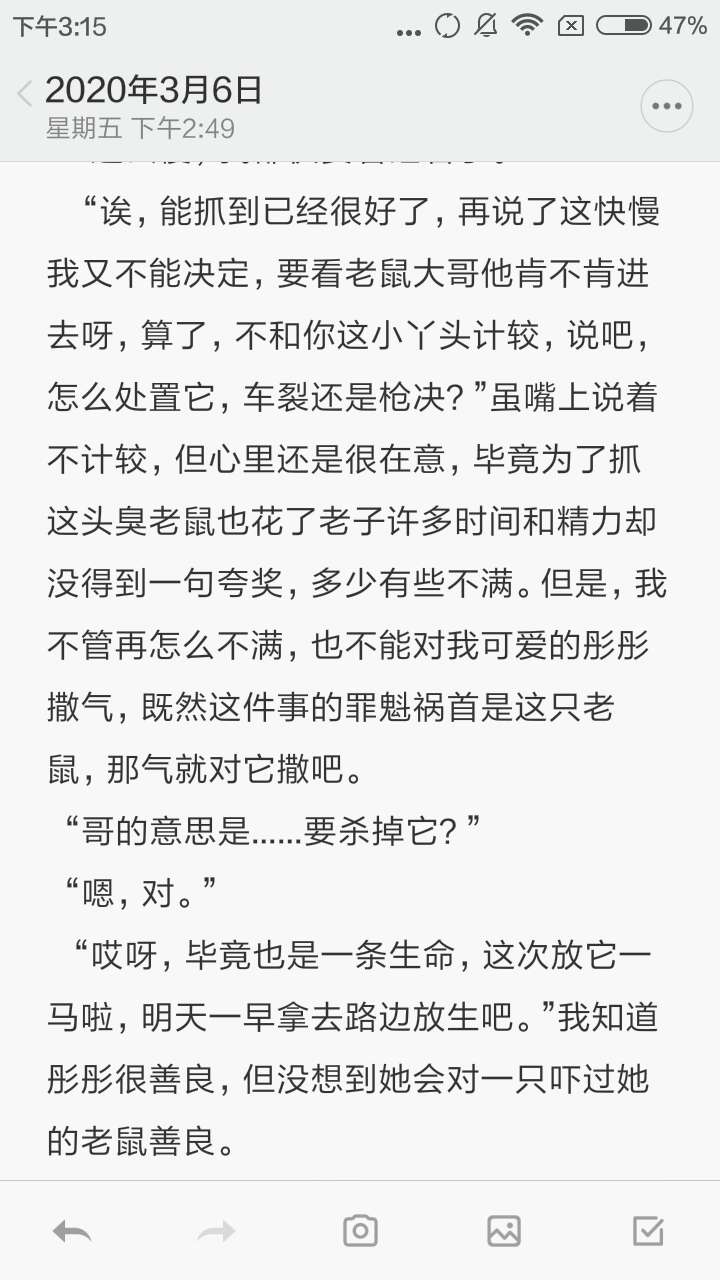 下午3:15
47%
2020年3月6日
星期五 下午2:49
“诶，能抓到已经很好了，再说了这快慢
我又不能决定，要看老鼠大哥他肯不肯进
去呀，算了，不和你这小丫头计较，说吧，
怎么处置它，车裂还是枪决？”虽嘴上说着
不计较，但心里还是很在意，毕竟为了抓
这头臭老鼠也花了老子许多时间和精力却
没得到一句夸奖，多少有些不满。但是，我
不管再怎么不满，也不能对我可爱的彤彤
撒气，既然这件事的罪魁祸首是这只老
鼠，那气就对它撒吧。
“哥的意思是......要杀掉它？”
“嗯，对。”
“哎呀，毕竟也是一条生命，这次放它一
马啦，明天一早拿去路边放生吧。”我知道
彤彤很善良，但没想到她会对一只吓过她
的老鼠善良。